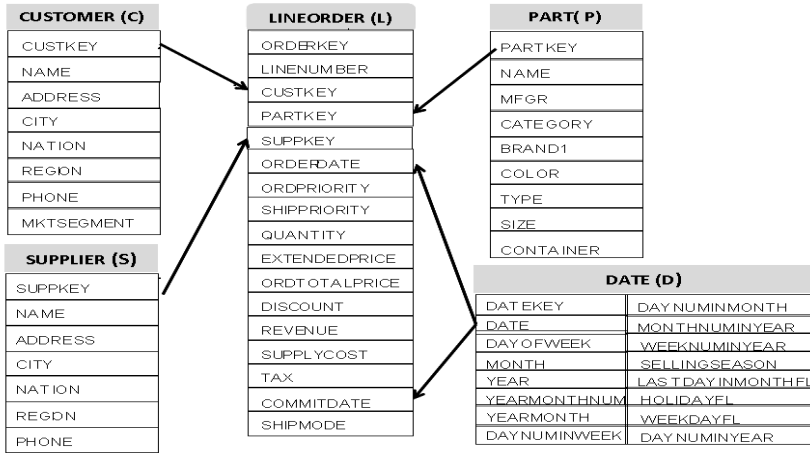 CUSTOMER (C)
CUSTKEY
NAME
ADDRESS
CITY
NATION
REGION
PHONE
MKTSEGMENT
SUPPLIER (S)
SUPPKEY
NAME
ADDRESS
CITY
NATION
REGION
PHONE
LINEORDER (L)
ORDERKEY
LINENUMBER
CUSTKEY
PARTKEY
SUPPKEY
ORDERDATE
ORDPRIORITY
SHIPPRIORITY
QUANTITY
EXTENDEDPRICE
ORDTOTALPRICE
DISCOUNT
REVENUE
SUPPLYCOST
TAX
COMMITDATE
SHIPMODE
PART( P)
PARTKEY
NAME
MFGR
CATEGORY
BRAND1
COLOR
TYPE
SIZE
CONTAINER
DATE (D)
DATEKEY DAYNUMINMONTH
DATE MONTHNUMINYEAR
DAYOFWEEK WEEKNUMINYEAR
MONTH SELLINGSEASON
YEAR LASTDAYINMONTHFL
YEARMONTHNUM HOLIDAYFL
YEARMONTH WEEKDAYFL
DAYNUMINWEEK DAYNUMINYEAR